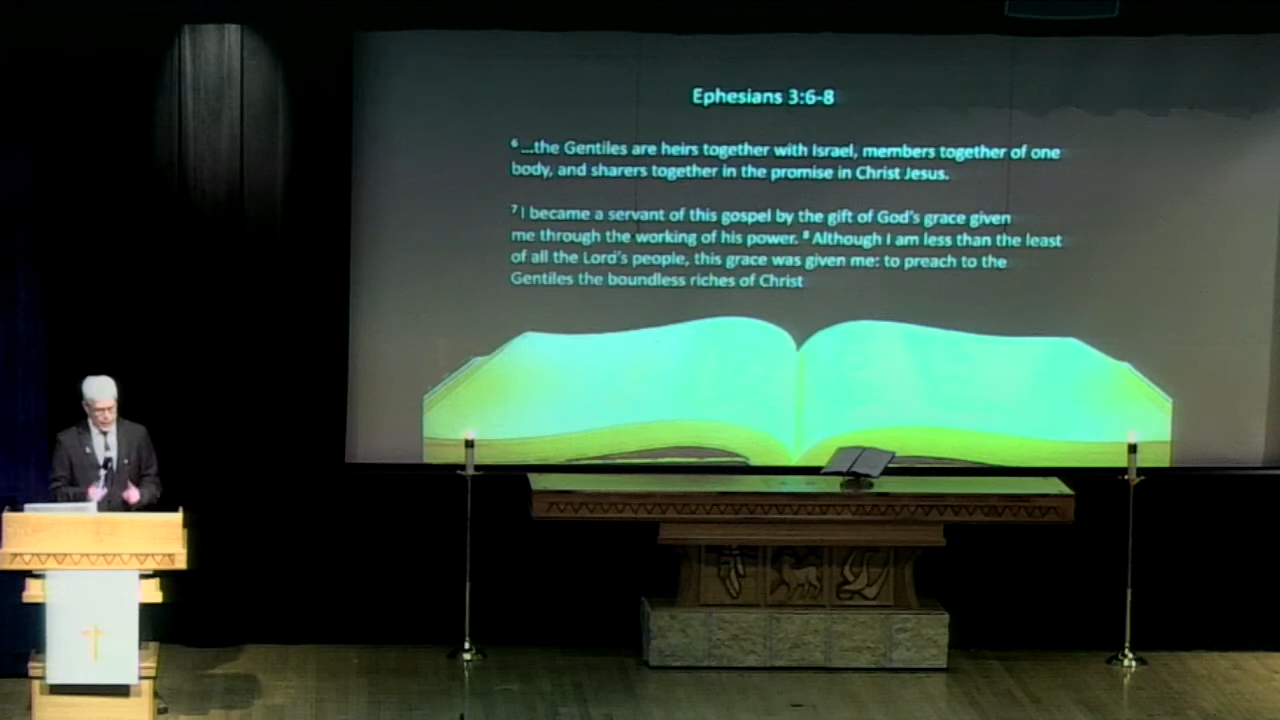 Ephesians 3:6-8
⁶ ...the Gentiles are heirs together with Israel, members together of one
body, and sharers together in the promise in Christ Jesus.
⁷ I became a servant of this gospel by the gift of God's grace given
me through the working of his power. ⁸ Although I am less than the least
of all the Lord's people, this grace was given me: to preach to the
Gentiles the boundless riches of Christ